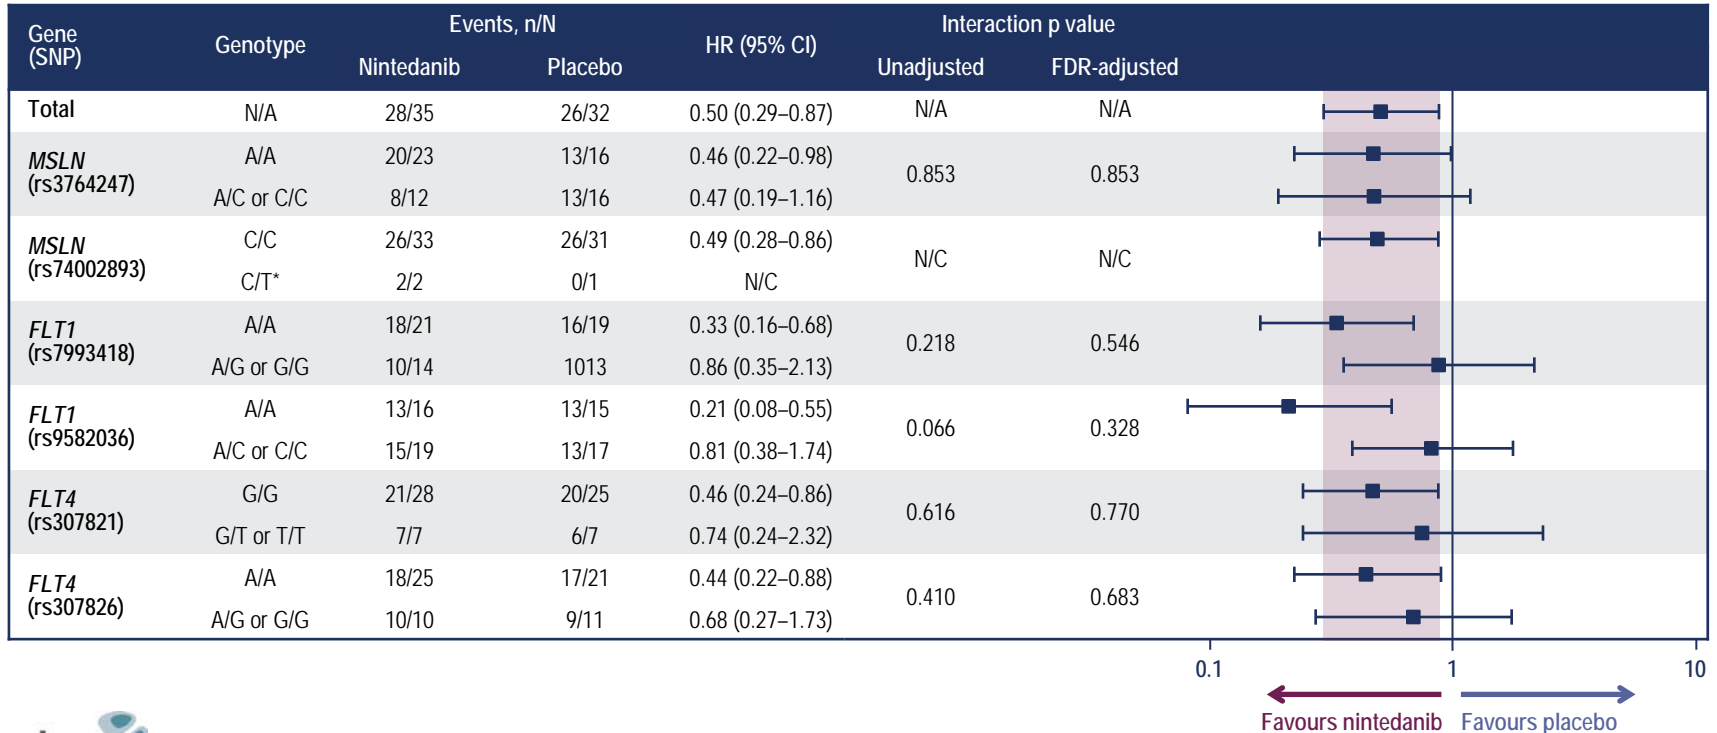 Gene (SNP) Genotype Events, n/N HR (95% CI) Interaction p value
Nintedanib Placebo Unadjusted FDR-adjusted
Total N/A 28/35 26/32 0.50 (0.29–0.87) N/A N/A
MSLN (rs3764247) A/A 20/23 13/16 0.46 (0.22–0.98) 0.853 0.853
A/C or C/C 8/12 13/16 0.47 (0.19–1.16)
MSLN (rs74002893) C/C 26/33 26/31 0.49 (0.28–0.86) N/C N/C
C/T* 2/2 0/1 N/C
FLT1 (rs7993418) A/A 18/21 16/19 0.33 (0.16–0.68) 0.218 0.546
A/G or G/G 10/14 1013 0.86 (0.35–2.13)
FLT1 (rs9582036) A/A 13/16 13/15 0.21 (0.08–0.55) 0.066 0.328
A/C or C/C 15/19 13/17 0.81 (0.38–1.74)
FLT4 (rs307821) G/G 21/28 20/25 0.46 (0.24–0.86) 0.616 0.770
G/T or T/T 7/7 6/7 0.74 (0.24–2.32)
FLT4 (rs307826) A/A 18/25 17/21 0.44 (0.22–0.88) 0.410 0.683
A/G or G/G 10/10 9/11 0.68 (0.27–1.73)
0.1 1 10
Favours nintedanib Favours placebo